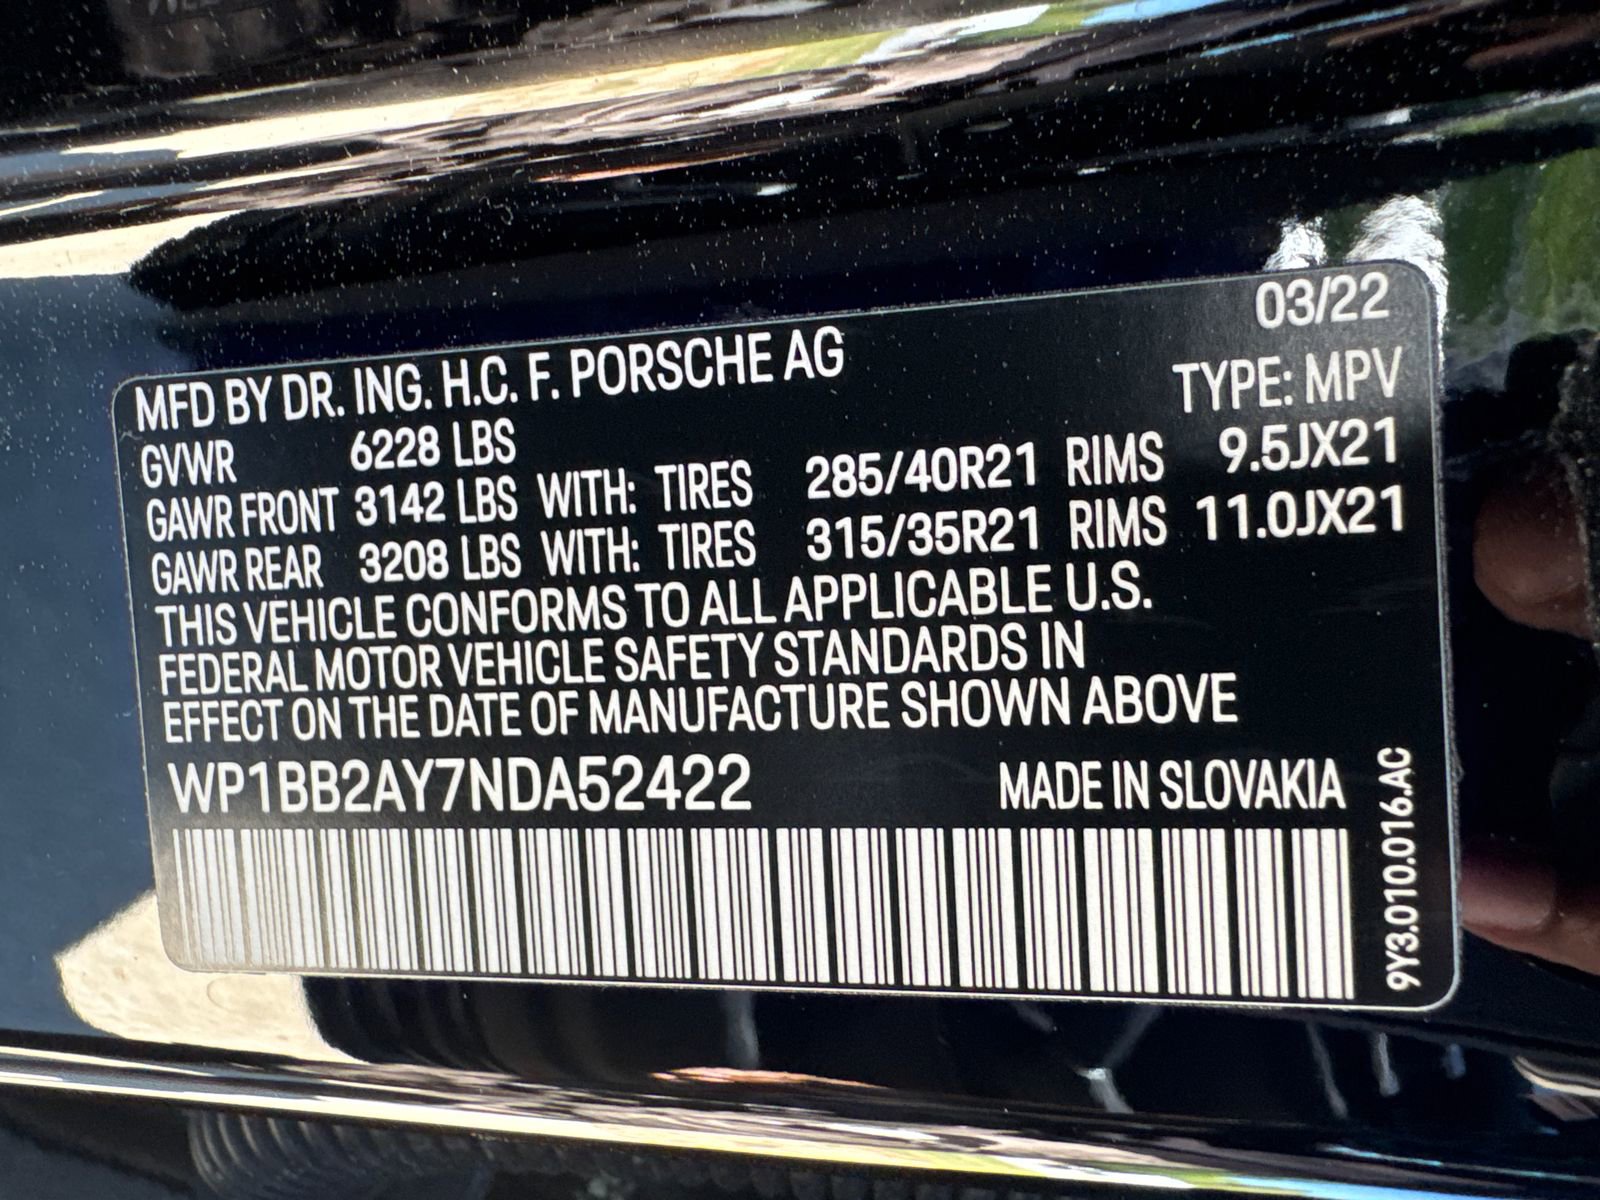 03/22
MFD BY DR. ING. H.C. F. PORSCHE AG
TYPE: MPV
GVWR 6228 LBS
GAWR FRONT 3142 LBS WITH: TIRES 285/40R21 RIMS 9.5JX21
GAWR REAR 3208 LBS WITH: TIRES 315/35R21 RIMS 11.0JX21
THIS VEHICLE CONFORMS TO ALL APPLICABLE U.S.
FEDERAL MOTOR VEHICLE SAFETY STANDARDS IN
EFFECT ON THE DATE OF MANUFACTURE SHOWN ABOVE
WP1BB2AY7NDA52422 MADE IN SLOVAKIA
9Y3.010.016.AC